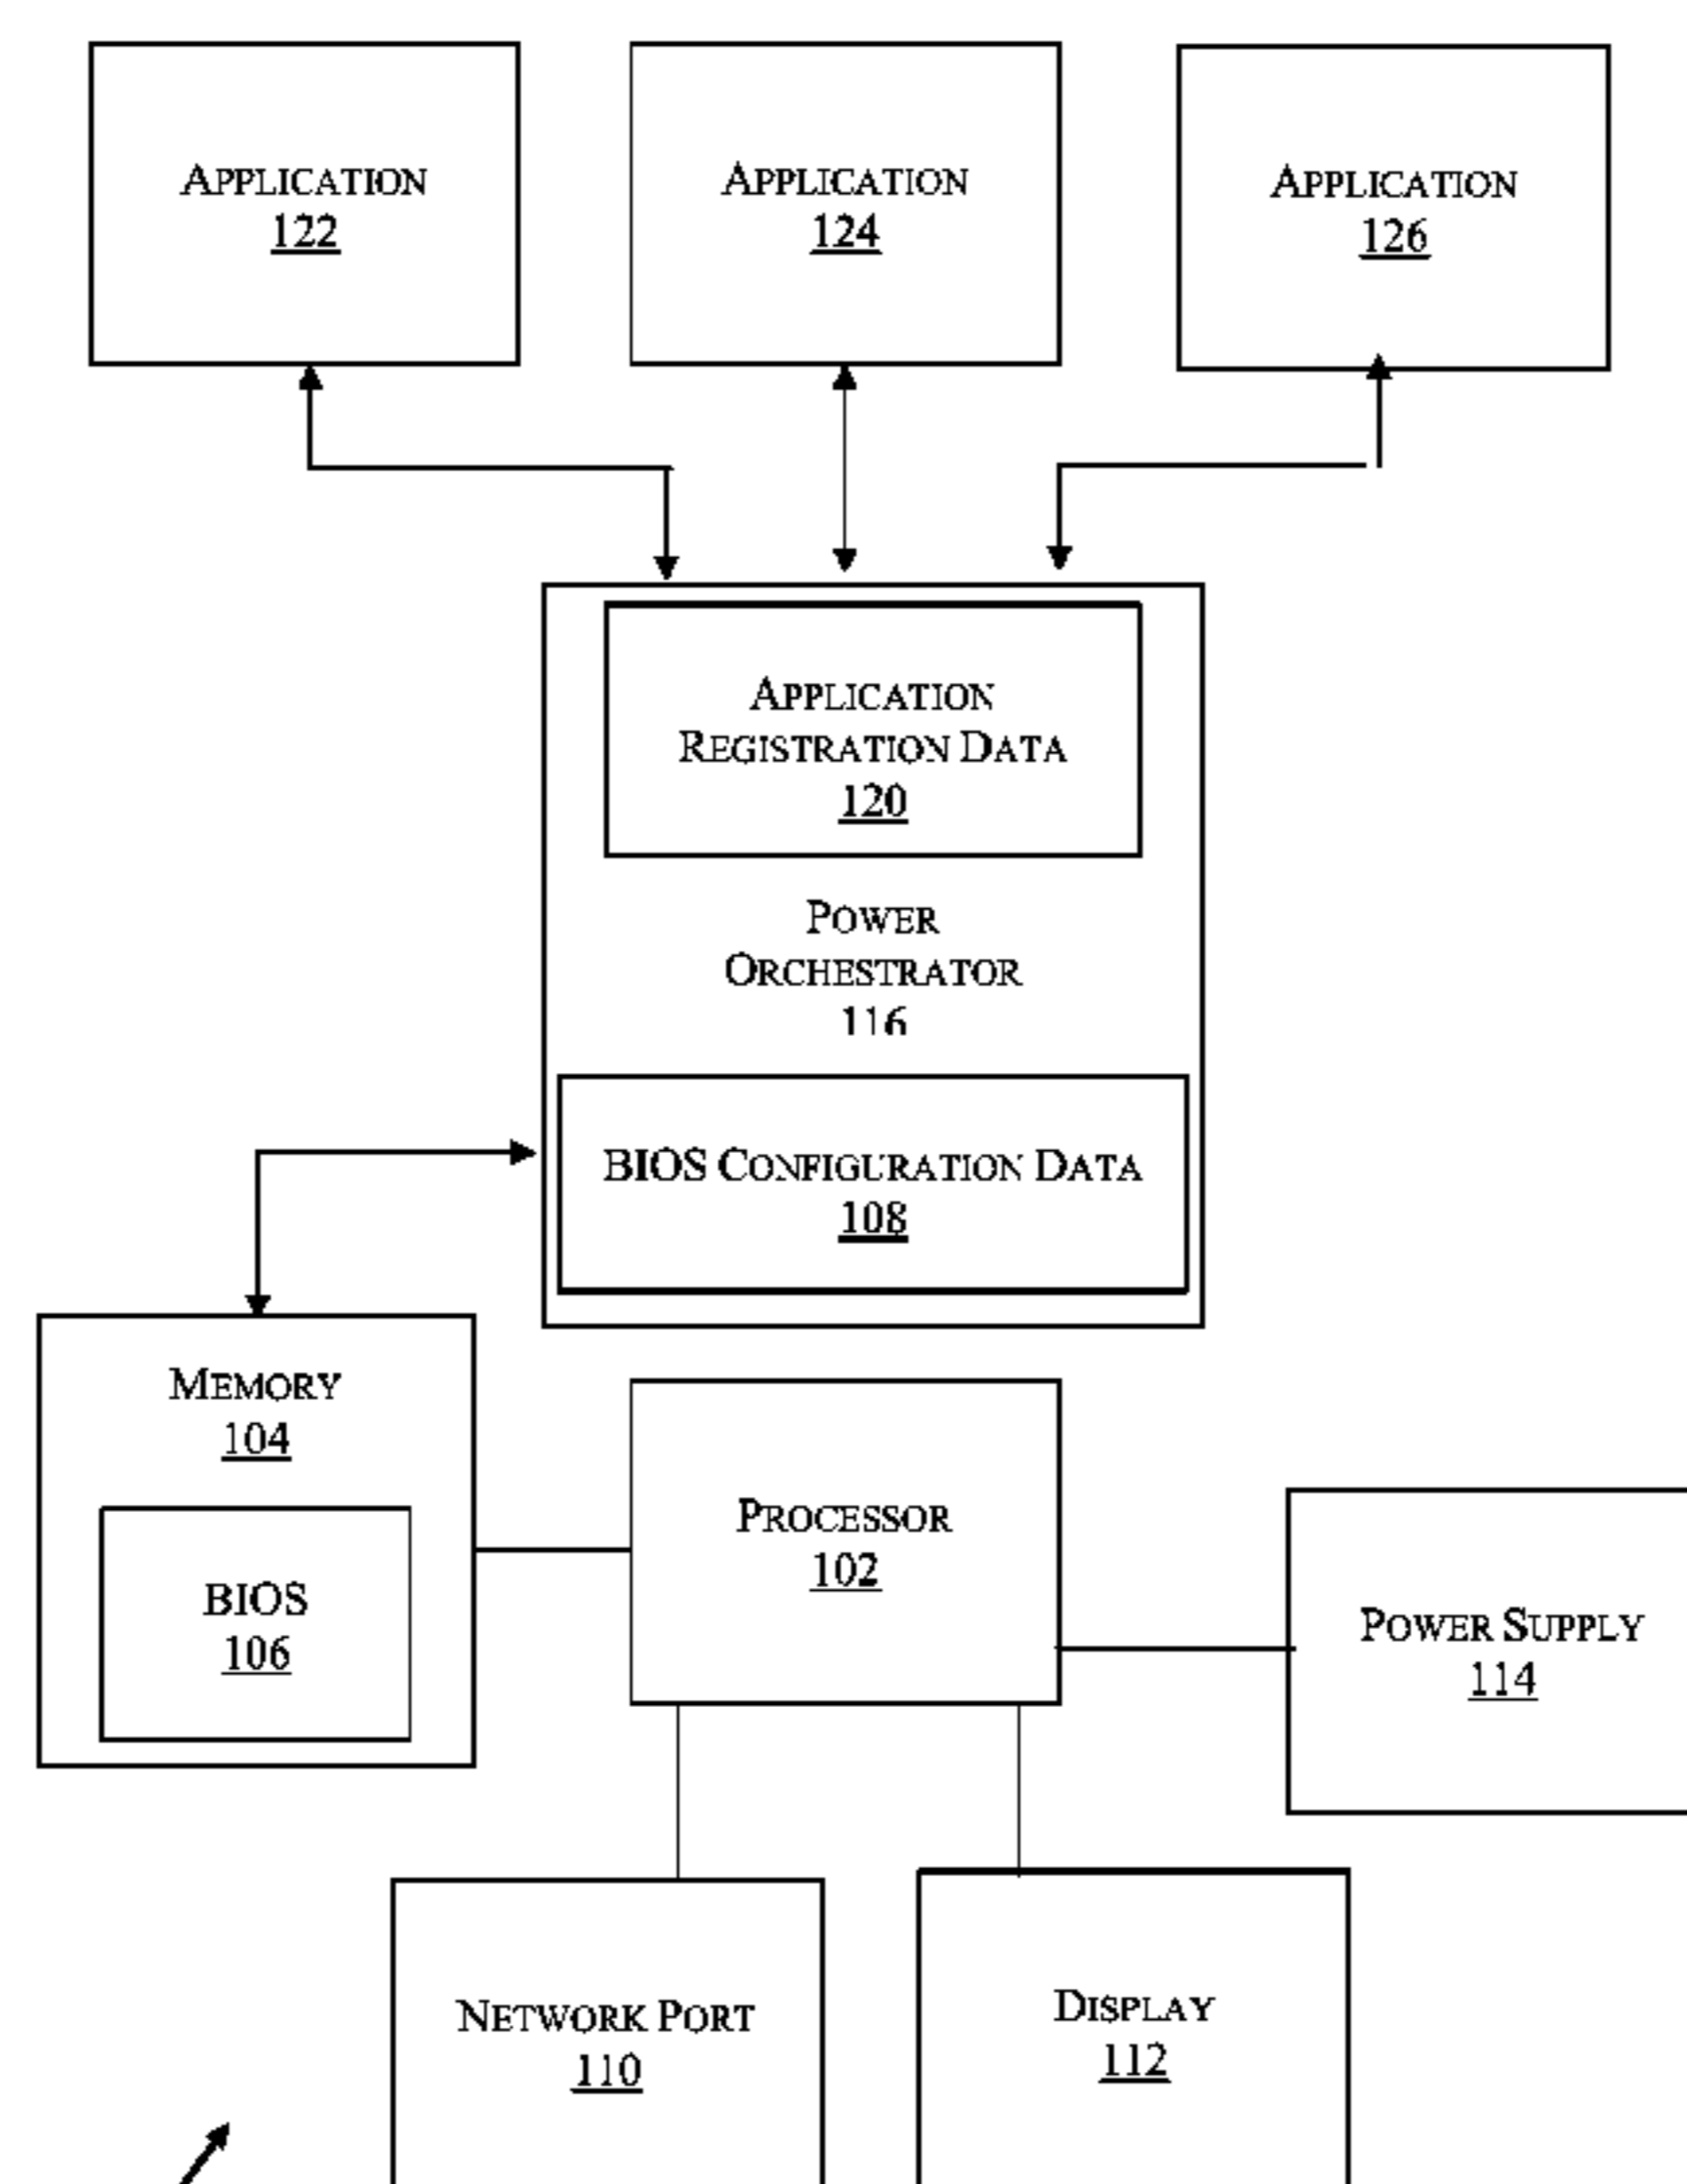 APPLICATION
122
APPLICATION
124
APPLICATION
126
APPLICATION
REGISTRATION DATA
120
POWER
ORCHESTRATOR
116
BIOS CONFIGURATION DATA
108
MEMORY
104
BIOS
106
PROCESSOR
102
POWER SUPPLY
114
NETWORK PORT
110
DISPLAY
112